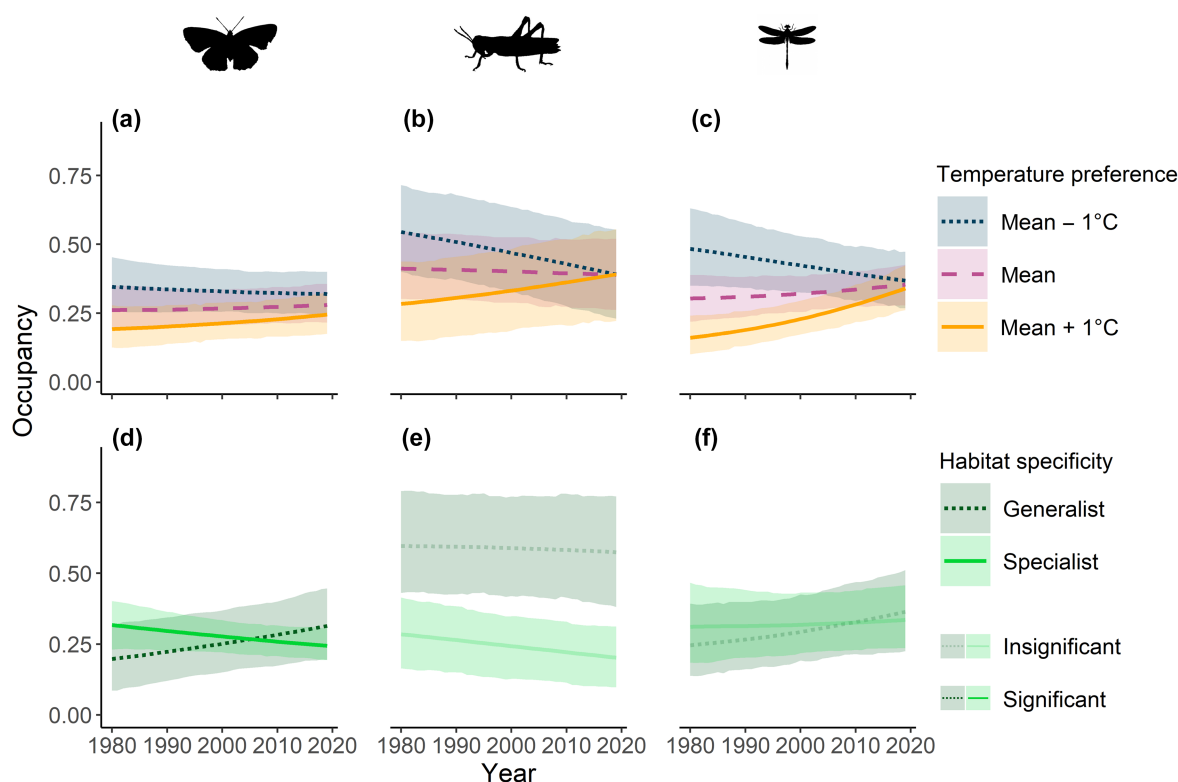 (a)
(b)
(c)
0.75
0.50
0.25
0.00
Temperature preference
Mean – 1°C
Mean
Mean + 1°C
Occupancy
(d)
(e)
(f)
0.75
0.50
0.25
0.00
Habitat specificity
Generalist
Specialist
Insignificant
Significant
1980 1990 2000 2010 2020
1980 1990 2000 2010 2020
1980 1990 2000 2010 2020
Year